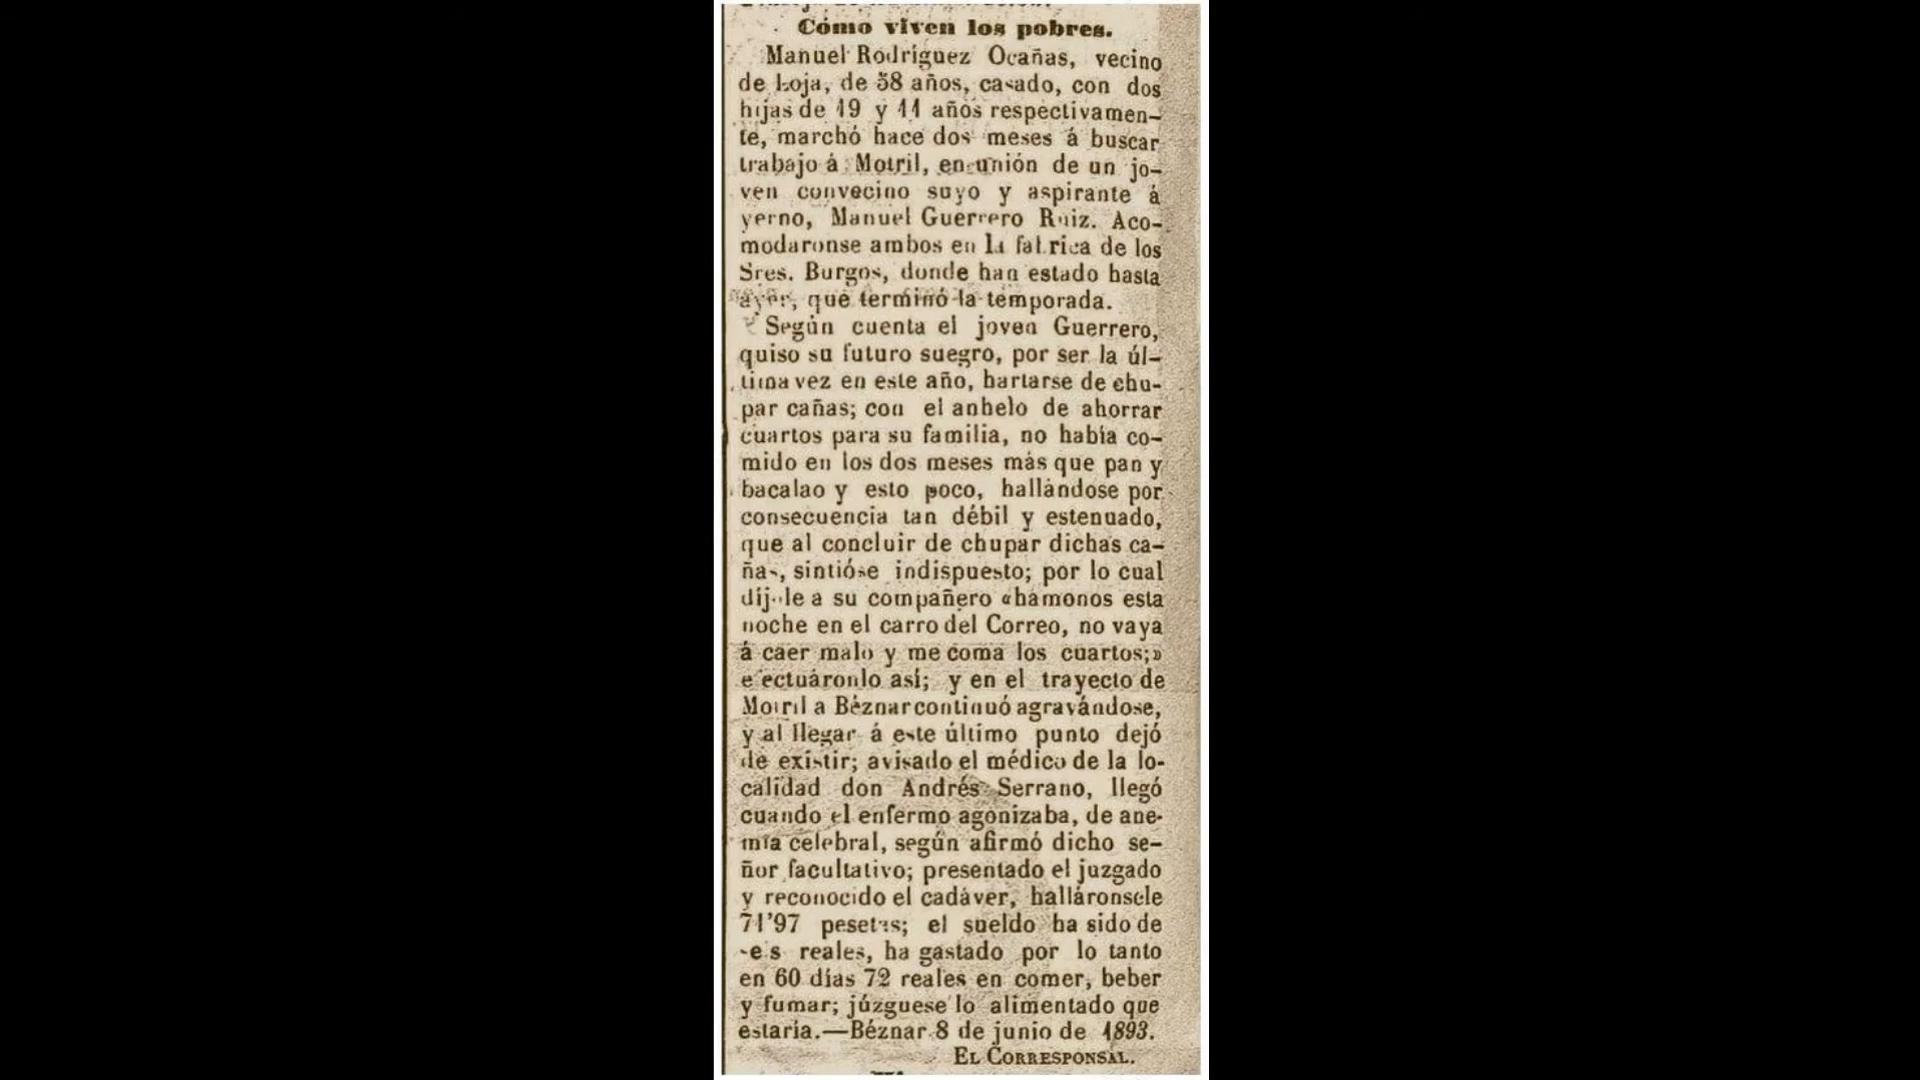 Cómo viven los pobres.
Manuel Rodríguez Ocañas, vecino
de Loja, de 58 años, casado, con dos
hijas de 19 y 11 años respectivamen-
te, marchó hace dos meses á buscar
trabajo á Motril, en unión de un jo-
ven convecino suyo y aspirante á
yerno, Manuel Guerrero Ruiz. Aco-
modaronse ambos en la fabrica de los
Sres. Burgos, donde han estado hasta
ayer, que terminó la temporada.
Según cuenta el joven Guerrero,
quiso su futuro suegro, por ser la úl-
tima vez en este año, hartarse de chu-
par cañas; con el anhelo de ahorrar
cuartos para su familia, no había co-
mido en los dos meses más que pan y
bacalao y esto poco, hallándose por
consecuencia tan débil y estenuado,
que al concluir de chupar dichas ca-
ñas, sintióse indispuesto; por lo cual
díjole a su compañero «hámonos esta
noche en el carro del Correo, no vaya
á caer malo y me coma los cuartos;»
efectuáronlo así; y en el trayecto de
Motril a Béznar continuó agravándose,
y al llegar á este último punto dejó
de existir; avisado el médico de la lo-
calidad don Andrés Serrano, llegó
cuando el enfermo agonizaba, de ane-
mia celebral, según afirmó dicho se-
ñor facultativo; presentado el juzgado
y reconocido el cadáver, halláronsele
71'97 pesetas; el sueldo ha sido de
seis reales, ha gastado por lo tanto
en 60 días 72 reales en comer, beber
y fumar; júzguese lo alimentado que
estaría.—Béznar 8 de junio de 1893.
EL CORRESPONSAL.